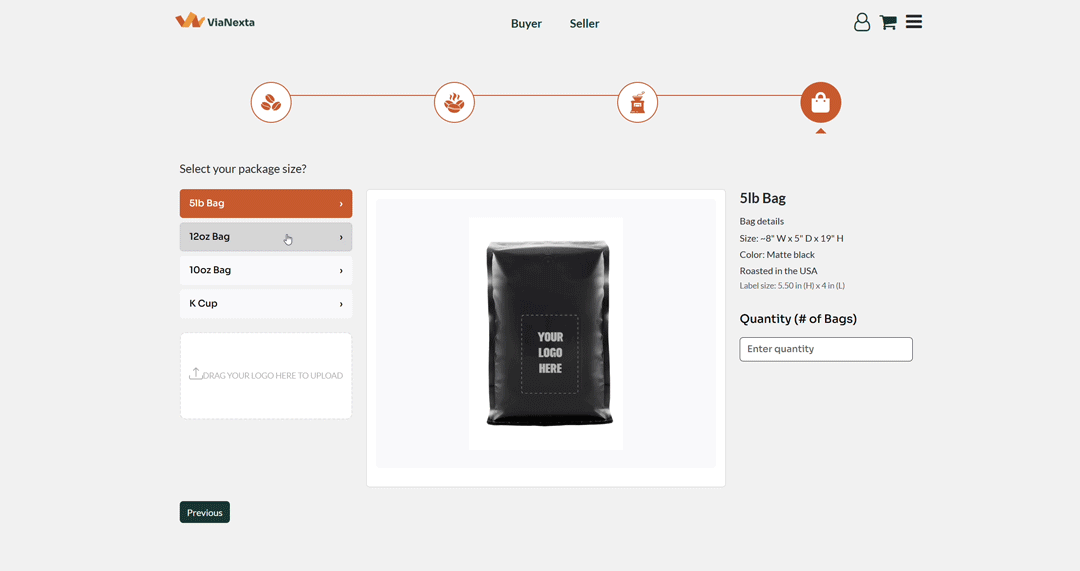 ViaNexta
Buyer
Seller
Select your package size?
5lb Bag
12oz Bag
10oz Bag
K Cup
DRAG YOUR LOGO HERE TO UPLOAD
YOUR
LOGO
HERE
5lb Bag
Bag details
Size: ~8" W x 5" D x 19" H
Color: Matte black
Roasted in the USA
Label size: 5.50 in (H) x 4 in (L)
Quantity (# of Bags)
Enter quantity
Previous